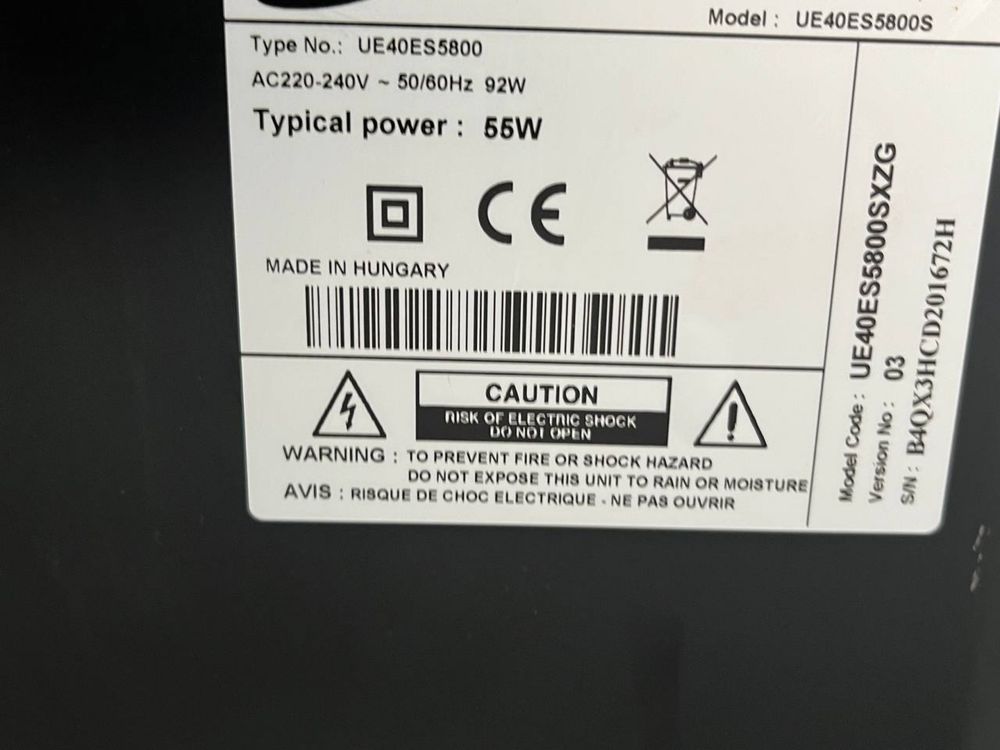 Model : UE40ES5800S
Type No.: UE40ES5800
AC220-240V ~ 50/60Hz 92W
Typical power : 55W
CE
MADE IN HUNGARY
CAUTION
RISK OF ELECTRIC SHOCK
DO NOT OPEN
WARNING : TO PREVENT FIRE OR SHOCK HAZARD
DO NOT EXPOSE THIS UNIT TO RAIN OR MOISTURE
AVIS : RISQUE DE CHOC ELECTRIQUE - NE PAS OUVRIR
Model Code : UE40ES5800SXZG
Version No : 03
S/N : B4QX3HCD201672H